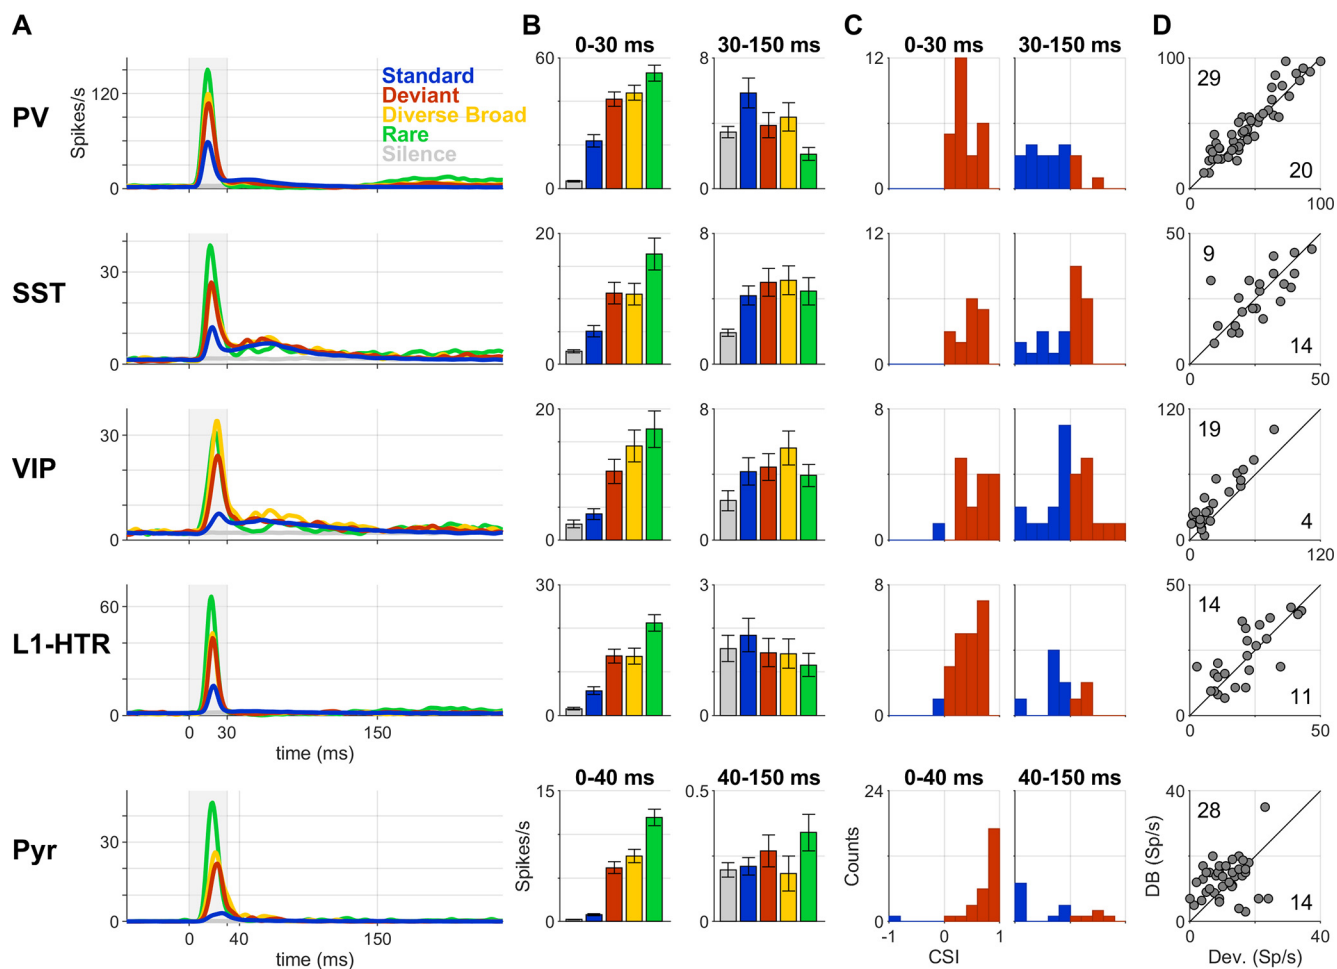 A
B
C
D
0-30 ms
30-150 ms
0-30 ms
30-150 ms
PV
Spikes/s
120
0
Standard
Deviant
Diverse Broad
Rare
Silence
60
0
8
0
12
0
100
0
29
20
0
100
SST
30
0
20
0
8
0
12
0
50
0
9
14
0
50
VIP
30
0
20
0
8
0
8
0
120
0
19
4
0
120
L1-HTR
60
0
0
30
150
time (ms)
30
0
3
0
8
0
50
0
14
11
0
50
0-40 ms
40-150 ms
0-40 ms
40-150 ms
Pyr
30
0
0
40
150
time (ms)
Spikes/s
15
0
0.5
0
Counts
24
0
-1
0
1
CSI
DB (Sp/s)
40
0
28
14
0
40
Dev. (Sp/s)